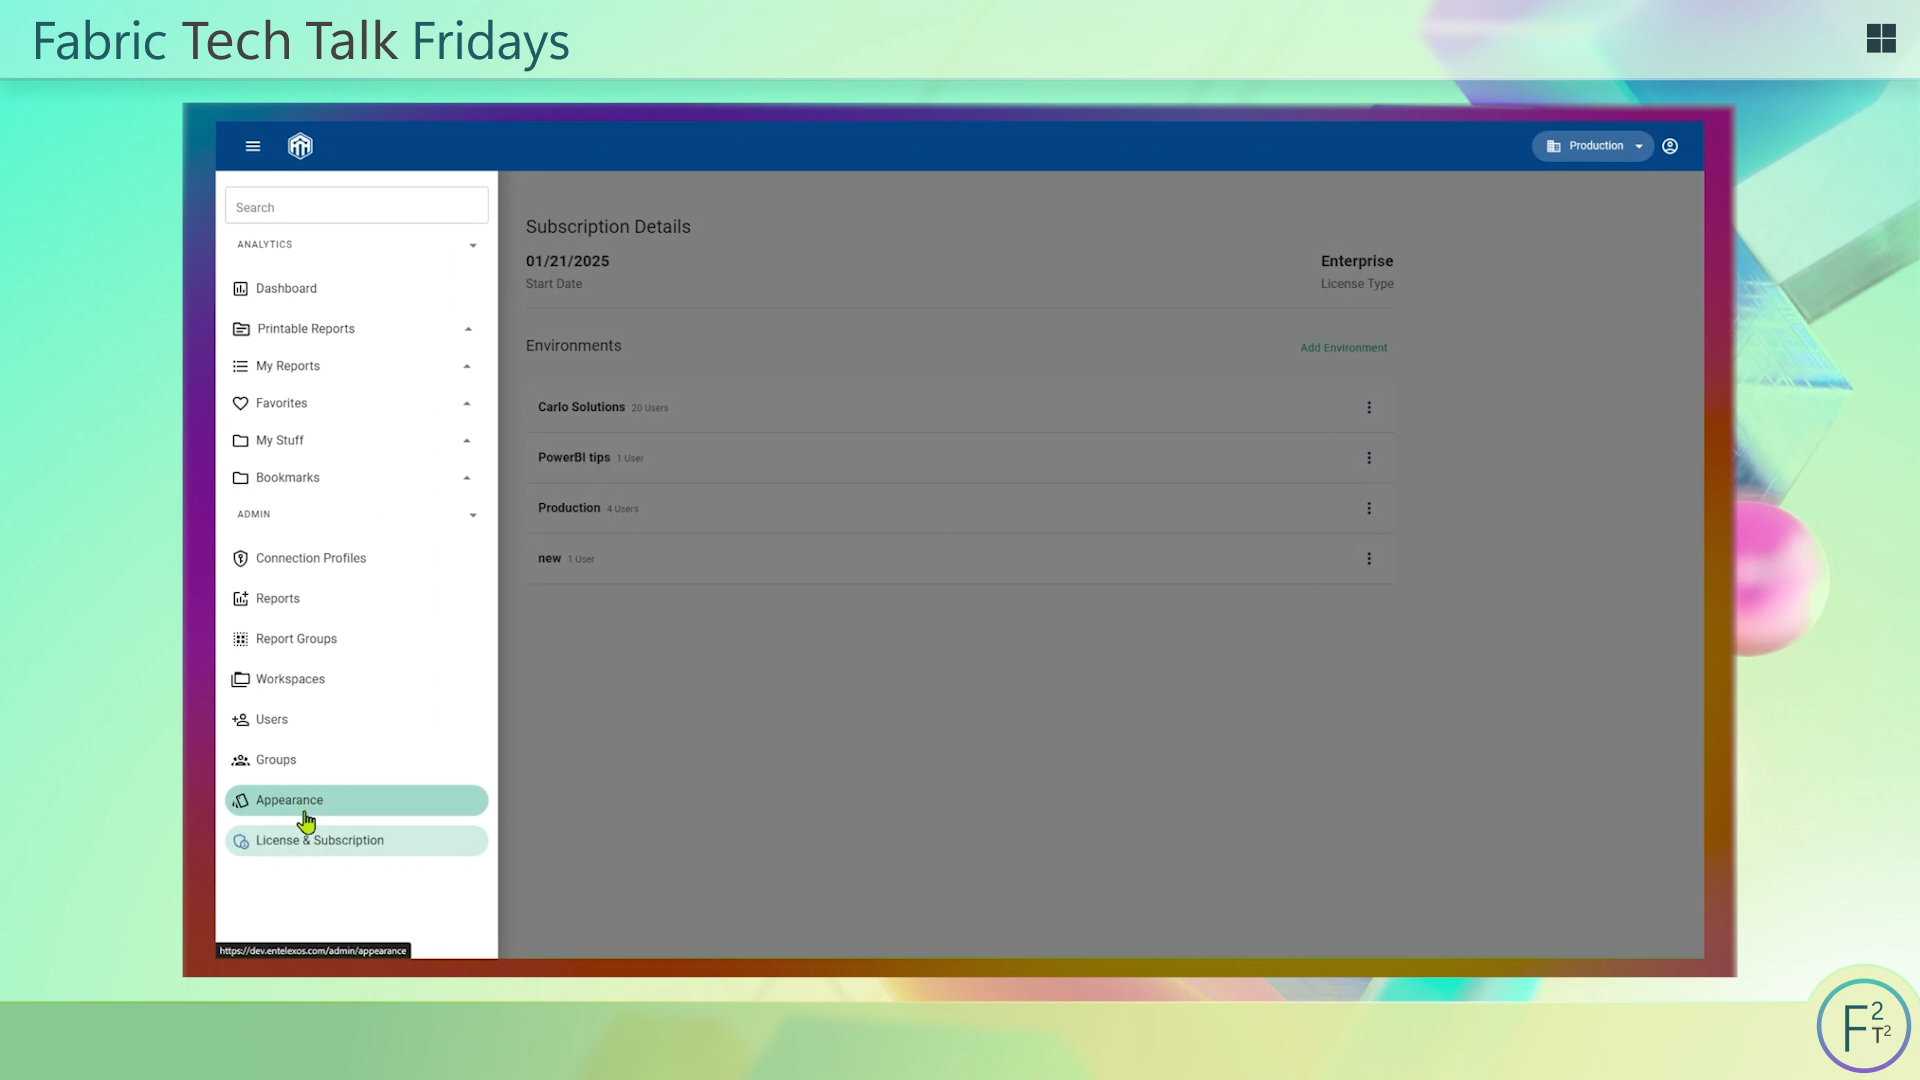 Fabric Tech Talk Fridays
Production
Search
ANALYTICS
Dashboard
Printable Reports
My Reports
Favorites
My Stuff
Bookmarks
ADMIN
Connection Profiles
Reports
Report Groups
Workspaces
Users
Groups
Appearance
License & Subscription
https://dev.entelexos.com/admin/appearance
Subscription Details
01/21/2025 Enterprise
Start Date License Type
Environments Add Environment
Carlo Solutions 20 Users
PowerBI tips 1 User
Production 4 Users
new 1 User
F2
T2